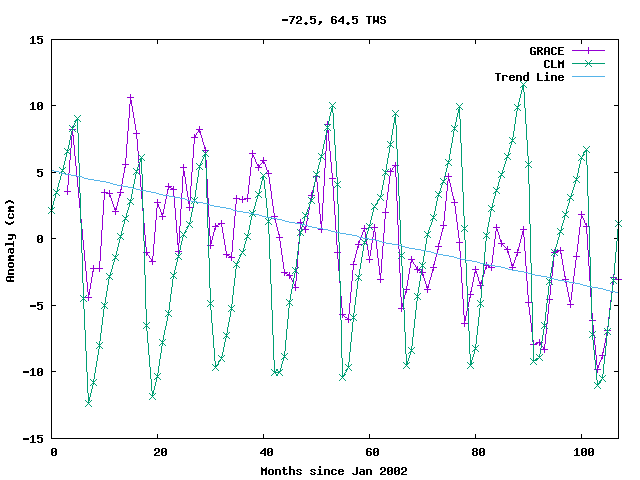 -72.5, 64.5 TWS
15
10
5
0
-5
-10
-15
Anomaly (cm)
GRACE
CLM
Trend Line
0 20 40 60 80 100
Months since Jan 2002